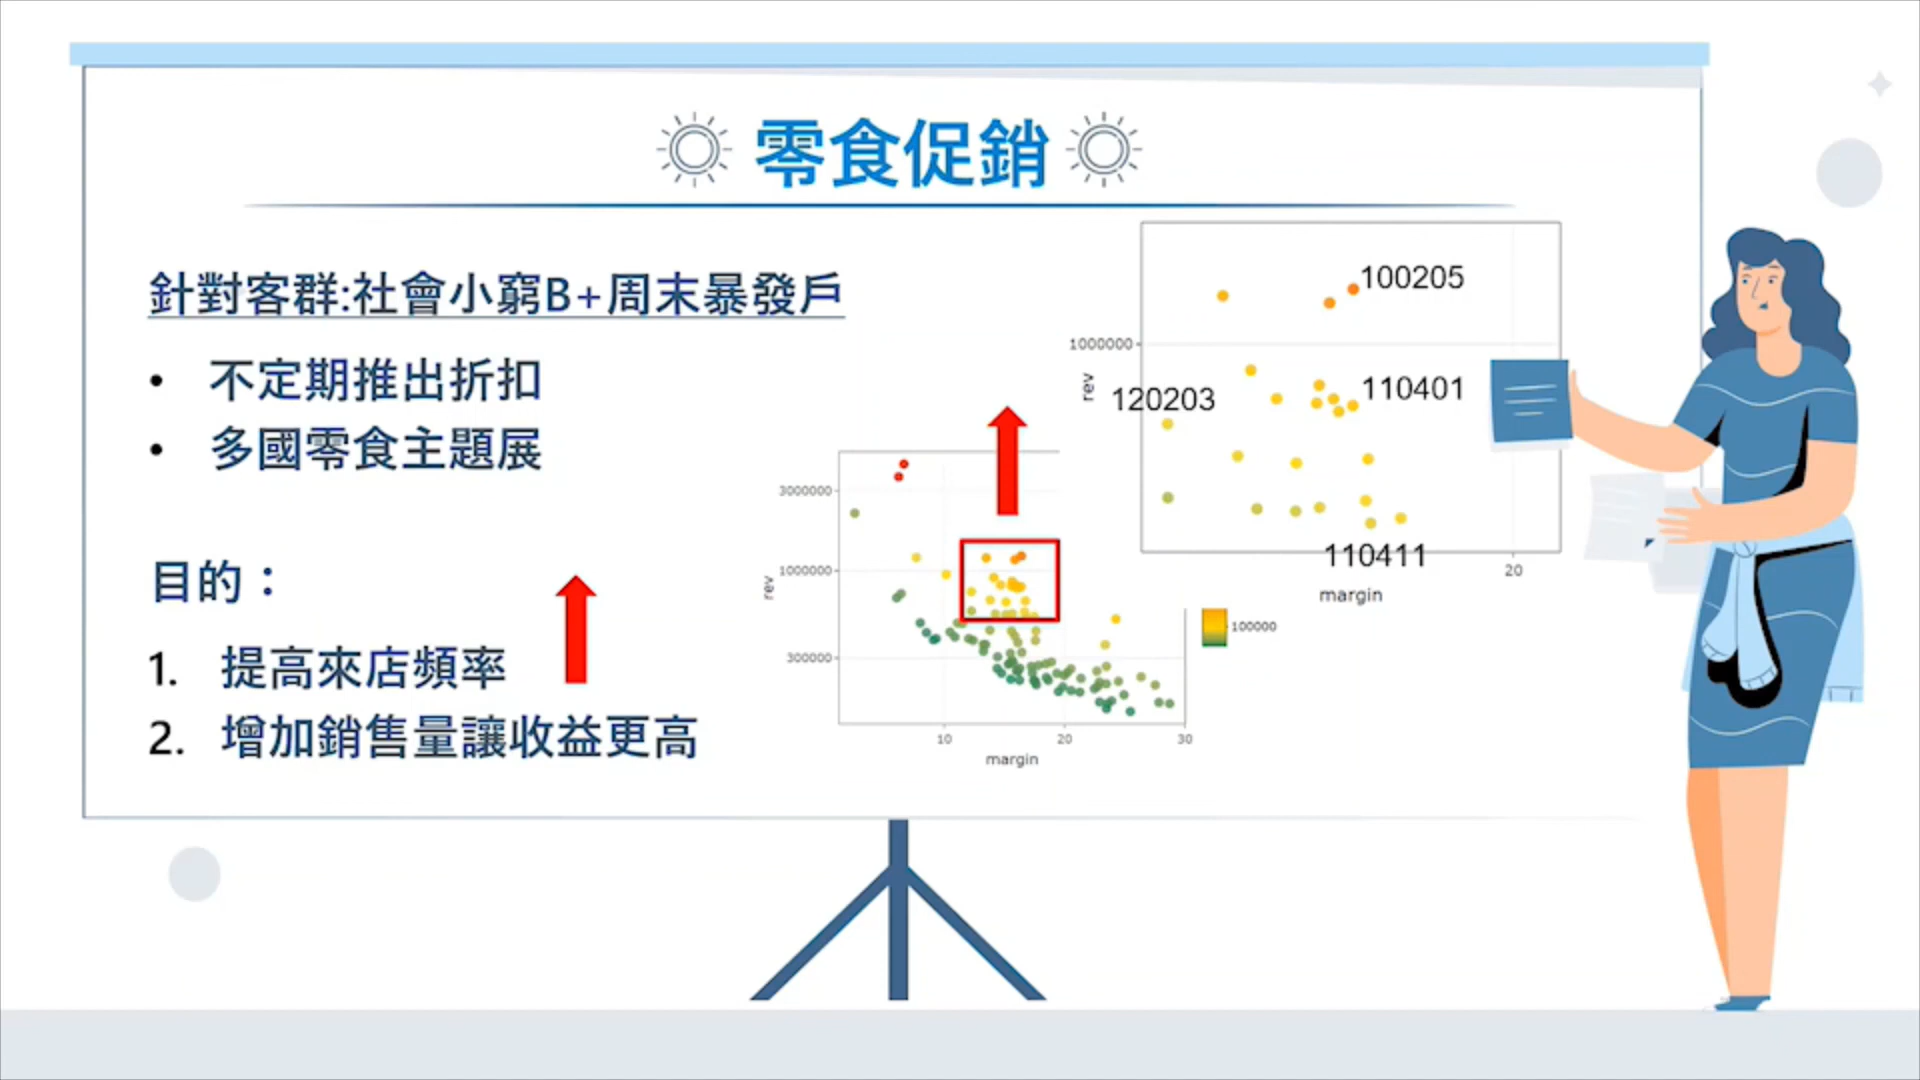 零食促銷
針對客群:社會小窮B+周末暴發戶
• 不定期推出折扣
• 多國零食主題展
目的：
1. 提高來店頻率
2. 增加銷售量讓收益更高
3000000
1000000
300000
rev
10
20
30
margin
100000
100205
1000000
110401
rev
120203
110411
20
margin